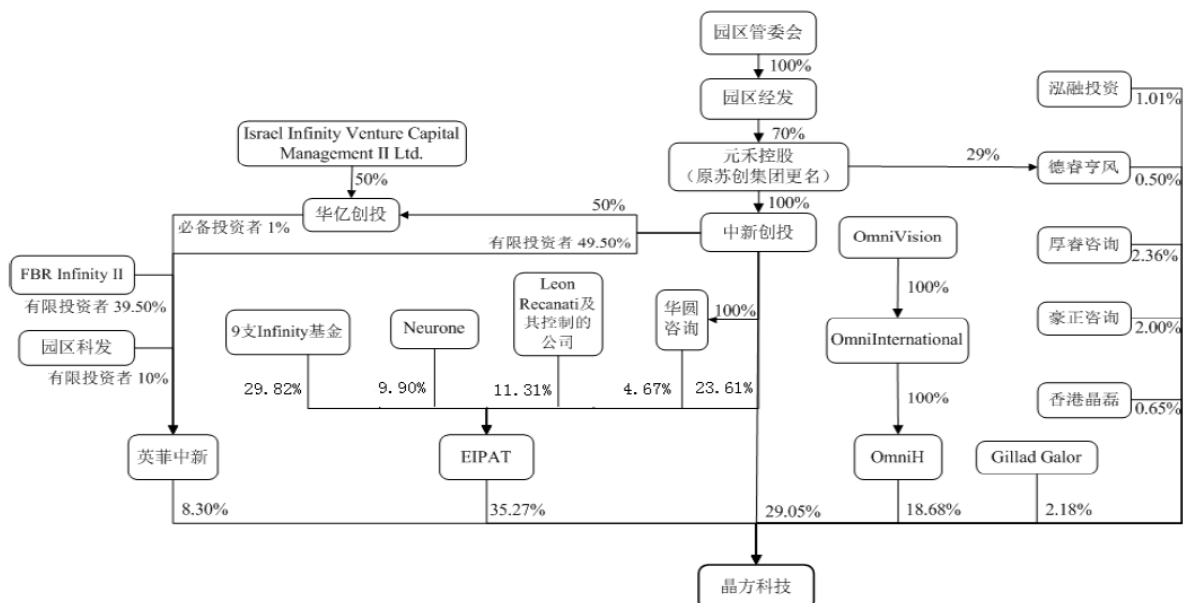 园区管委会
100%
园区经发
70%
元禾控股
（原苏创集团更名）
29%
100%
中新创投
泓融投资
1.01%
德睿亨风
0.50%
厚睿咨询
2.36%
豪正咨询
2.00%
香港晶磊
0.65%
Israel Infinity Venture Capital
Management II Ltd.
50%
华亿创投
50%
必备投资者 1%
有限投资者 49.50%
FBR Infinity II
有限投资者 39.50%
园区科发
有限投资者 10%
9支Infinity基金
29.82%
Neurone
9.90%
Leon
Recanati及
其控制的
公司
11.31%
华圆
咨询
100%
4.67%
23.61%
OmniVision
100%
OmniInternational
100%
OmniH
18.68%
Gillad Galor
2.18%
英菲中新
8.30%
EIPAT
35.27%
29.05%
晶方科技